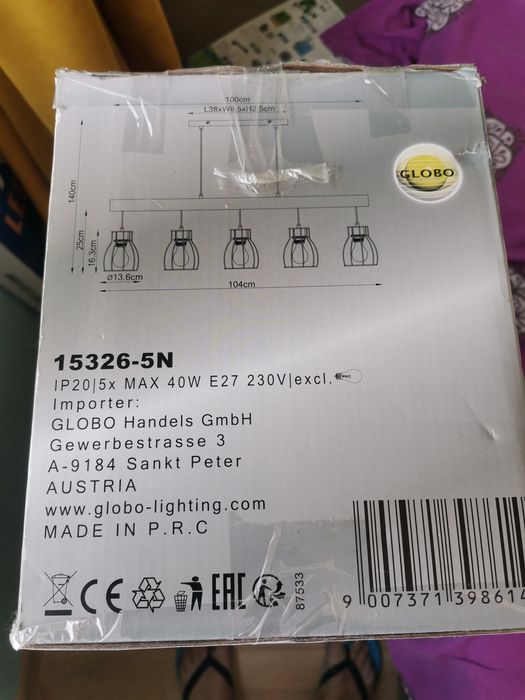 100cm
L38xW8.5xH2.5cm
GLOBO
140cm
25cm
16.3cm
ø13.6cm
104cm
15326-5N
IP20|5x MAX 40W E27 230V|excl.
Importer:
GLOBO Handels GmbH
Gewerbestrasse 3
A-9184 Sankt Peter
AUSTRIA
www.globo-lighting.com
MADE IN P.R.C
CE
EAC
87533
9 007371 398614